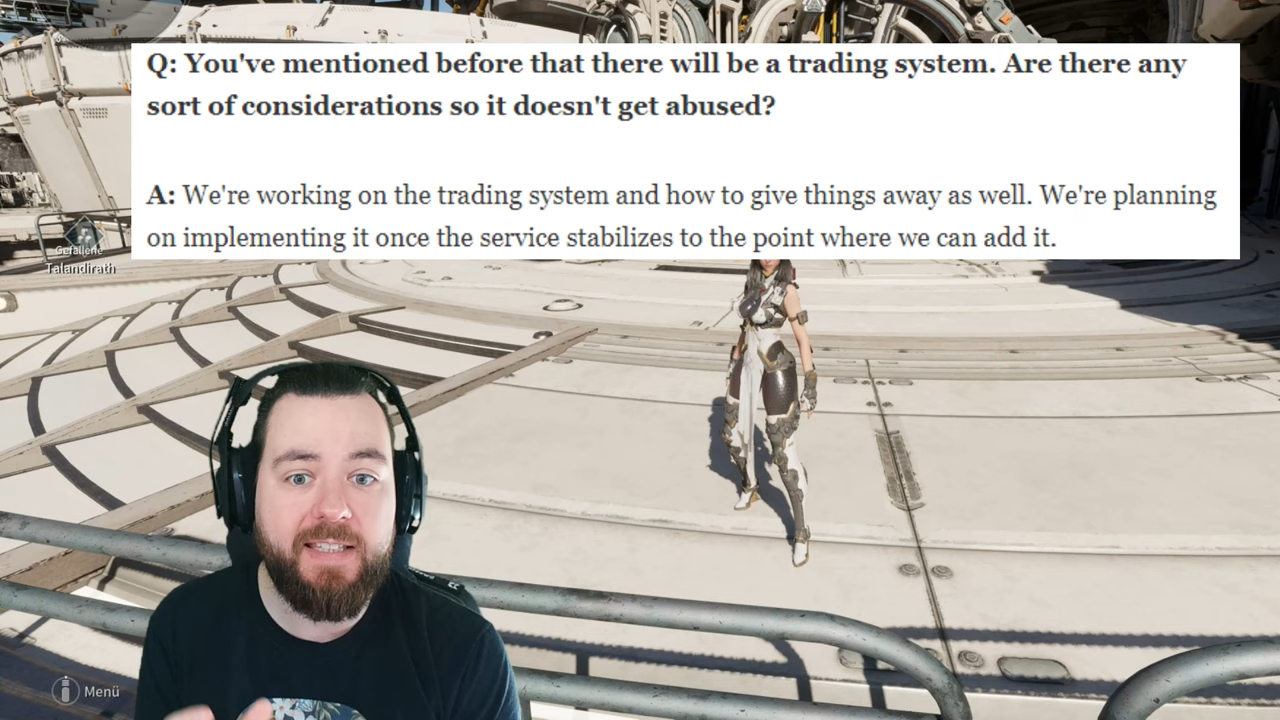 Q: You've mentioned before that there will be a trading system. Are there any
sort of considerations so it doesn't get abused?
A: We're working on the trading system and how to give things away as well. We're planning
on implementing it once the service stabilizes to the point where we can add it.
Gefallene
Talandirath
Menü